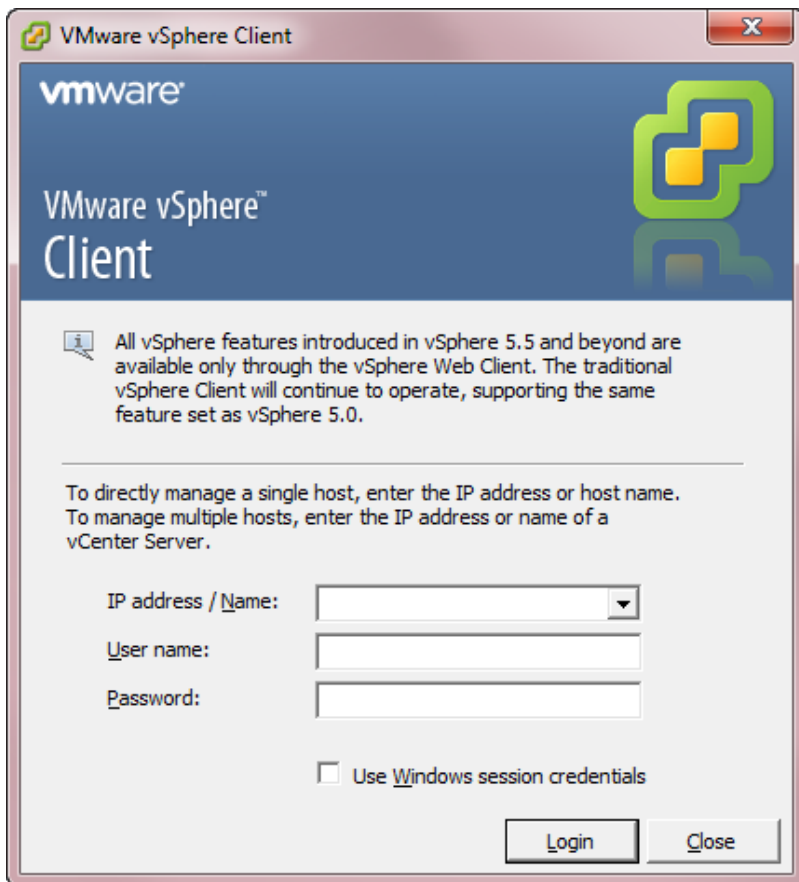 VMware vSphere Client
vmware
VMware vSphere™
Client
All vSphere features introduced in vSphere 5.5 and beyond are
available only through the vSphere Web Client. The traditional
vSphere Client will continue to operate, supporting the same
feature set as vSphere 5.0.
To directly manage a single host, enter the IP address or host name.
To manage multiple hosts, enter the IP address or name of a
vCenter Server.
IP address / Name:
User name:
Password:
Use Windows session credentials
Login Close